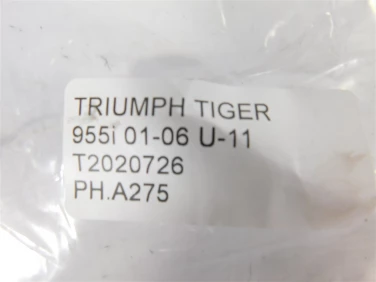 TRIUMPH TIGER
955i 01-06 U-11
T2020726
PH.A275